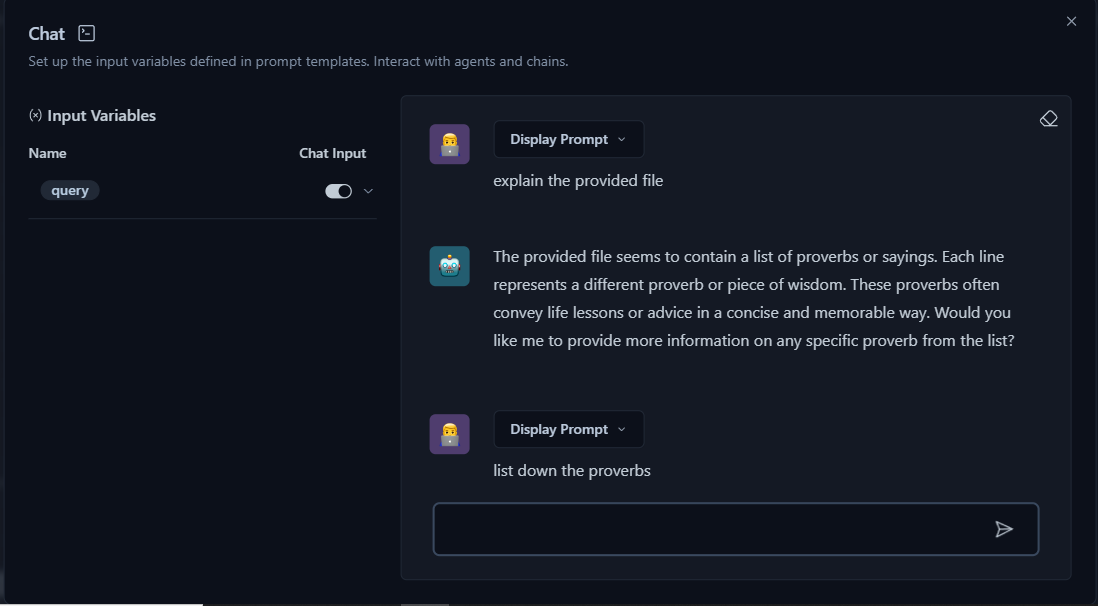 Chat
Set up the input variables defined in prompt templates. Interact with agents and chains.
Input Variables
Name
Chat Input
query
Display Prompt
explain the provided file
The provided file seems to contain a list of proverbs or sayings. Each line
represents a different proverb or piece of wisdom. These proverbs often
convey life lessons or advice in a concise and memorable way. Would you
like me to provide more information on any specific proverb from the list?
Display Prompt
list down the proverbs